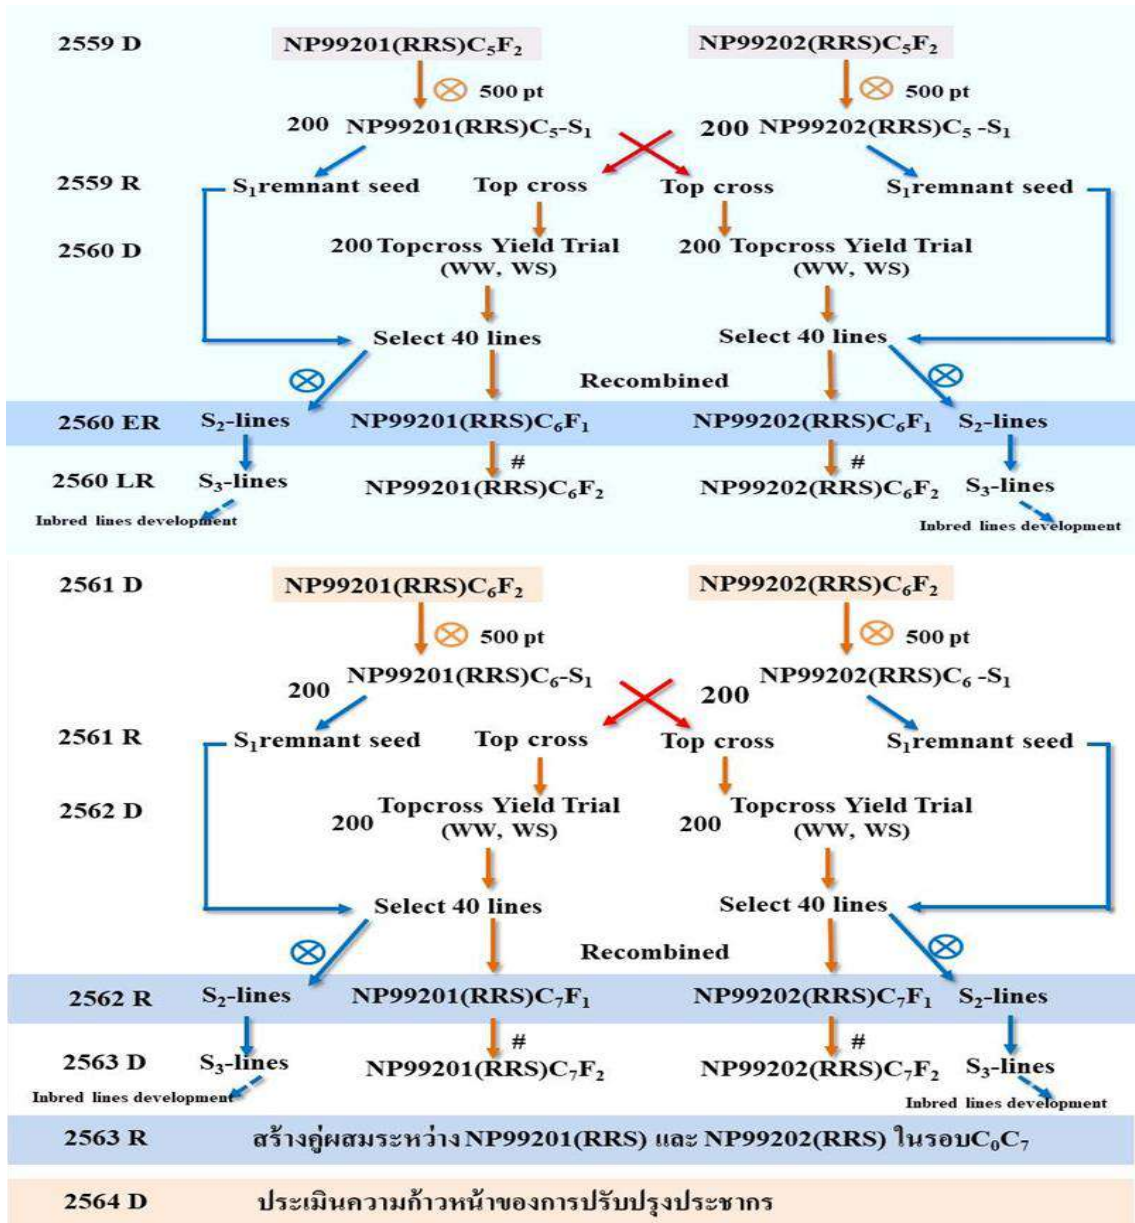 2559 D NP99201(RRS)C₅F₂ NP99202(RRS)C₅F₂
500 pt 500 pt
200 NP99201(RRS)C₅-S₁ 200 NP99202(RRS)C₅ -S₁
2559 R S₁remnant seed Top cross Top cross S₁remnant seed
2560 D 200 Topcross Yield Trial 200 Topcross Yield Trial
(WW, WS) (WW, WS)
Select 40 lines Select 40 lines
Recombined
2560 ER S₂-lines NP99201(RRS)C₆F₁ NP99202(RRS)C₆F₁ S₂-lines
# #
2560 LR S₃-lines NP99201(RRS)C₆F₂ NP99202(RRS)C₆F₂ S₃-lines
Inbred lines development Inbred lines development
2561 D NP99201(RRS)C₆F₂ NP99202(RRS)C₆F₂
500 pt 500 pt
200 NP99201(RRS)C₆-S₁ 200 NP99202(RRS)C₆ -S₁
2561 R S₁remnant seed Top cross Top cross S₁remnant seed
2562 D 200 Topcross Yield Trial 200 Topcross Yield Trial
(WW, WS) (WW, WS)
Select 40 lines Select 40 lines
Recombined
2562 R S₂-lines NP99201(RRS)C₇F₁ NP99202(RRS)C₇F₁ S₂-lines
# #
2563 D S₃-lines NP99201(RRS)C₇F₂ NP99202(RRS)C₇F₂ S₃-lines
Inbred lines development Inbred lines development
2563 R สร้างคู่ผสมระหว่าง NP99201(RRS) และ NP99202(RRS) ในรอบC₀C₇
2564 D ประเมินความก้าวหน้าของการปรับปรุงประชากร